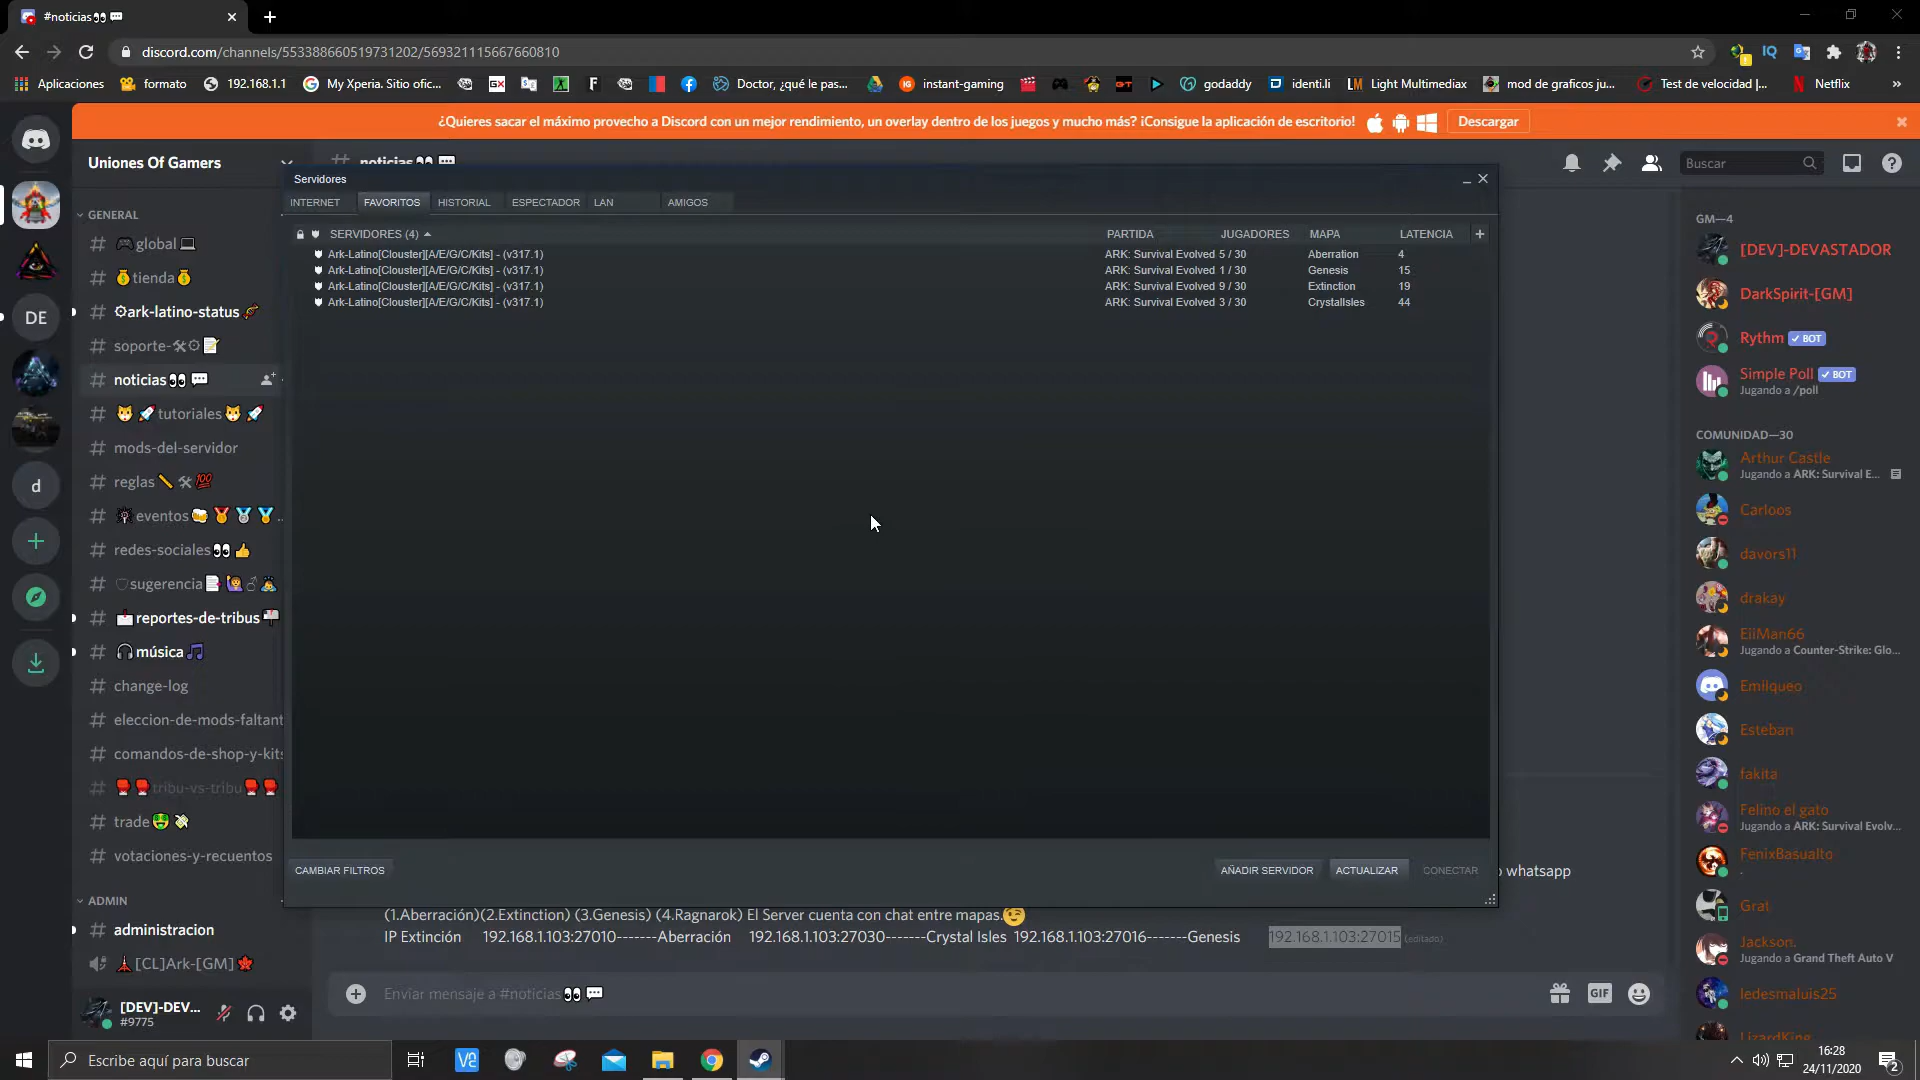 #noticias👀💬
discord.com/channels/553388660519731202/569321115667660810
Aplicaciones formato 192.168.1.1 My Xperia. Sitio ofic... Doctor, ¿qué le pas... instant-gaming godaddy identi.li Light Multimediax mod de graficos ju... Test de velocidad |... Netflix »
¿Quieres sacar el máximo provecho a Discord con un mejor rendimiento, un overlay dentro de los juegos y mucho más? ¡Consigue la aplicación de escritorio! Descargar
Uniones Of Gamers
# noticias👀💬
Buscar
GENERAL
# 🎮global💻
# 💰tienda💰
# ⚙ark-latino-status
# soporte-🛠⚙📝
# noticias👀💬
# 🐱🚀tutoriales🐱🚀
# mods-del-servidor
# reglas📏🛠💯
# eventos🍻🏅🥈🥇...
# redes-sociales👀👍
# sugerencia
# reportes-de-tribus
# 🎧música🎵
# change-log
# eleccion-de-mods-faltant
# comandos-de-shop-y-kits
# 🥊🥊tribu-vs-tribu🥊🥊
# trade🤑💸
# votaciones-y-recuentos
ADMIN
# administracion
[CL]Ark-[GM]🍁
DE
d
[DEV]-DEV...
#9775
Servidores
INTERNET FAVORITOS HISTORIAL ESPECTADOR LAN AMIGOS
SERVIDORES (4) PARTIDA JUGADORES MAPA LATENCIA +
Ark-Latino[Clouster][A/E/G/C/Kits] - (v317.1) ARK: Survival Evolved 5 / 30 Aberration 4
Ark-Latino[Clouster][A/E/G/C/Kits] - (v317.1) ARK: Survival Evolved 1 / 30 Genesis 15
Ark-Latino[Clouster][A/E/G/C/Kits] - (v317.1) ARK: Survival Evolved 9 / 30 Extinction 19
Ark-Latino[Clouster][A/E/G/C/Kits] - (v317.1) ARK: Survival Evolved 3 / 30 CrystalIsles 44
CAMBIAR FILTROS AÑADIR SERVIDOR ACTUALIZAR CONECTAR
whatsapp
(1.Aberración)(2.Extinction) (3.Genesis) (4.Ragnarok) El Server cuenta con chat entre mapas.😉
IP Extinción 192.168.1.103:27010-------Aberración 192.168.1.103:27030-------Crystal Isles 192.168.1.103:27016-------Genesis 192.168.1.103:27015 (editado)
Enviar mensaje a #noticias👀💬
GIF
GM—4
[DEV]-DEVASTADOR
DarkSpirit-[GM]
Rythm ✓ BOT
Simple Poll ✓ BOT
Jugando a /poll
COMUNIDAD—30
Arthur Castle
Jugando a ARK: Survival E...
Carloos
davors11
drakay
EiiMan66
Jugando a Counter-Strike: Glo...
Emilqueo
Esteban
fakita
Felino el gato
Jugando a ARK: Survival Evolv...
FenixBasualto
.
Grat
Jackson.
Jugando a Grand Theft Auto V
ledesmaluis25
LizardKing
Escribe aquí para buscar
16:28
24/11/2020
2